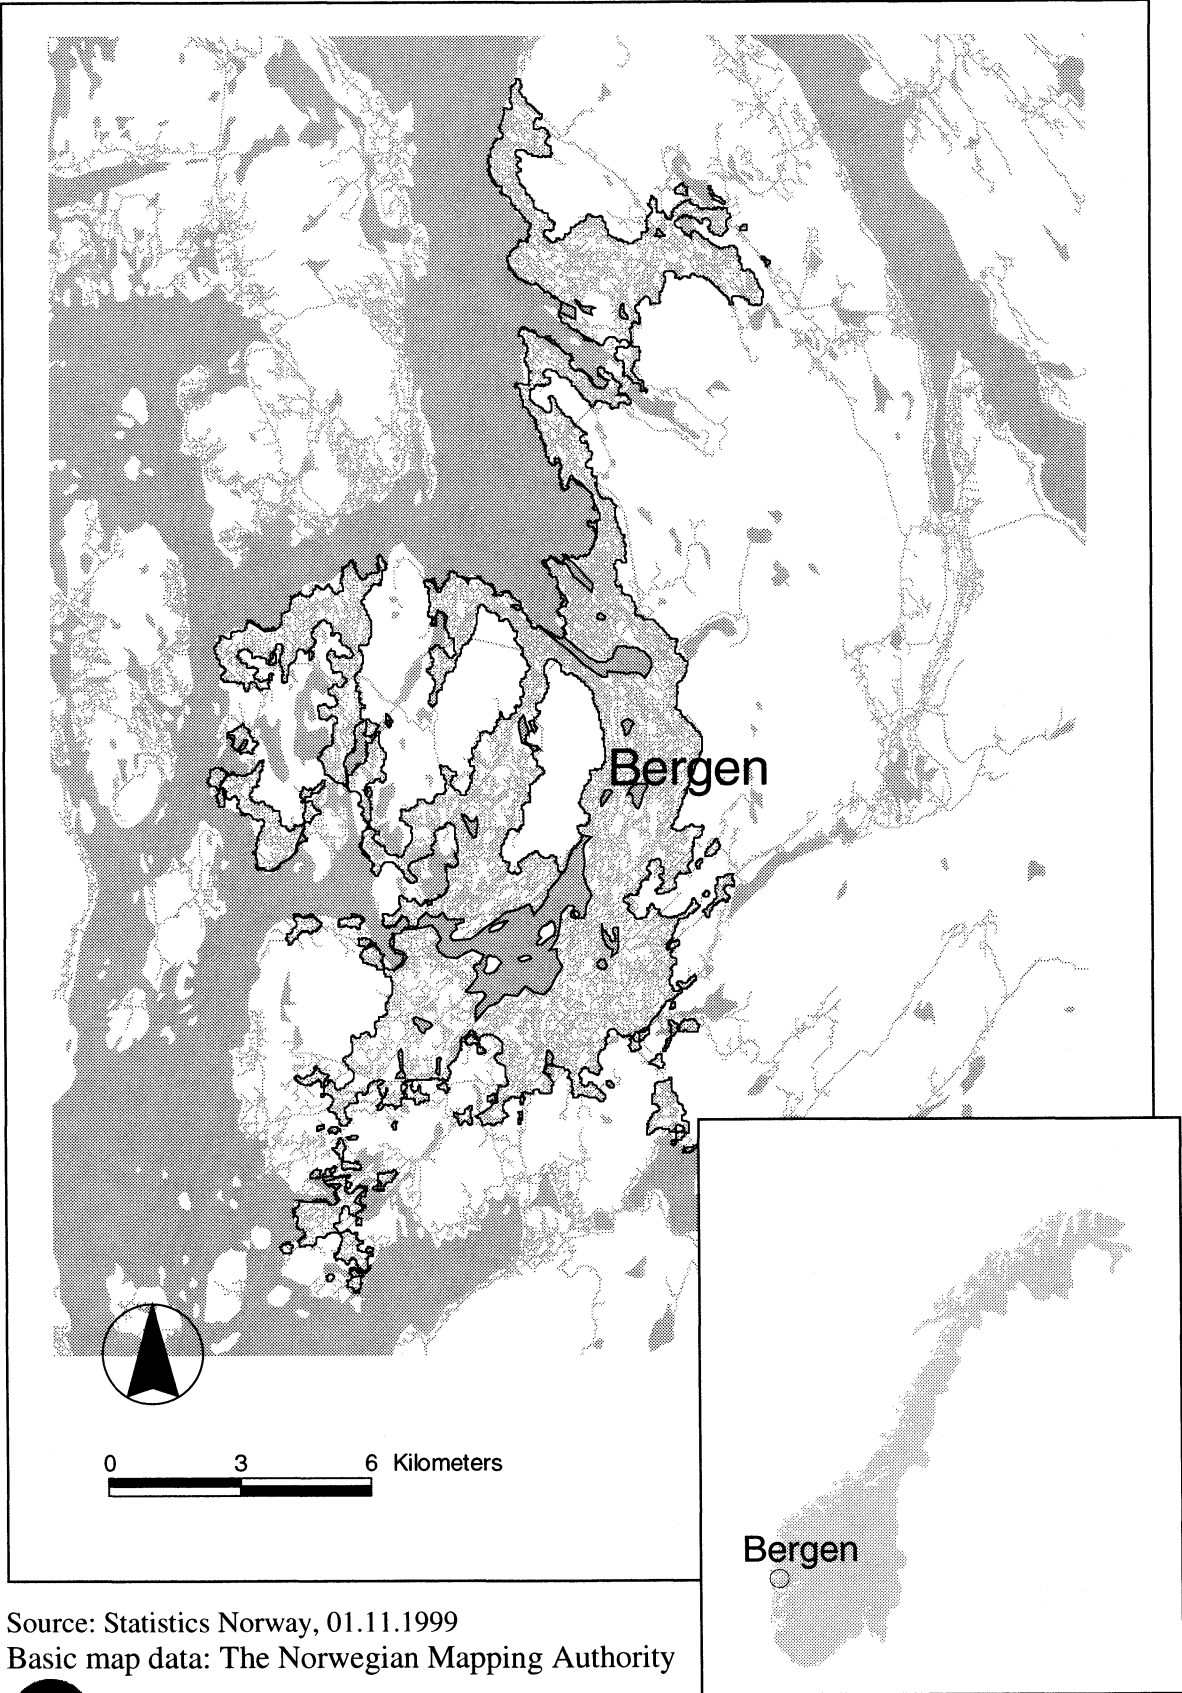 Bergen
0 3 6 Kilometers
Bergen
Source: Statistics Norway, 01.11.1999
Basic map data: The Norwegian Mapping Authority